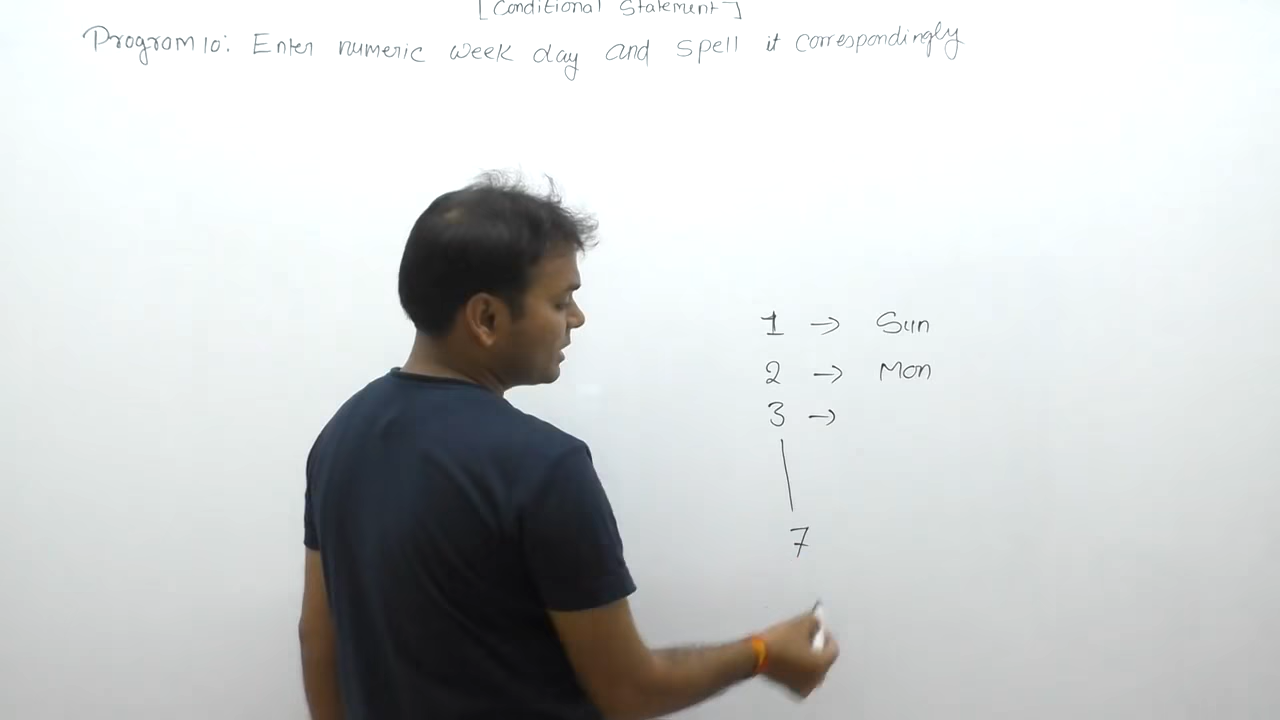 [Conditional Statement]
Program 10: Enter numeric week day and spell it correspondingly
1 → Sun
2 → Mon
3 →
7